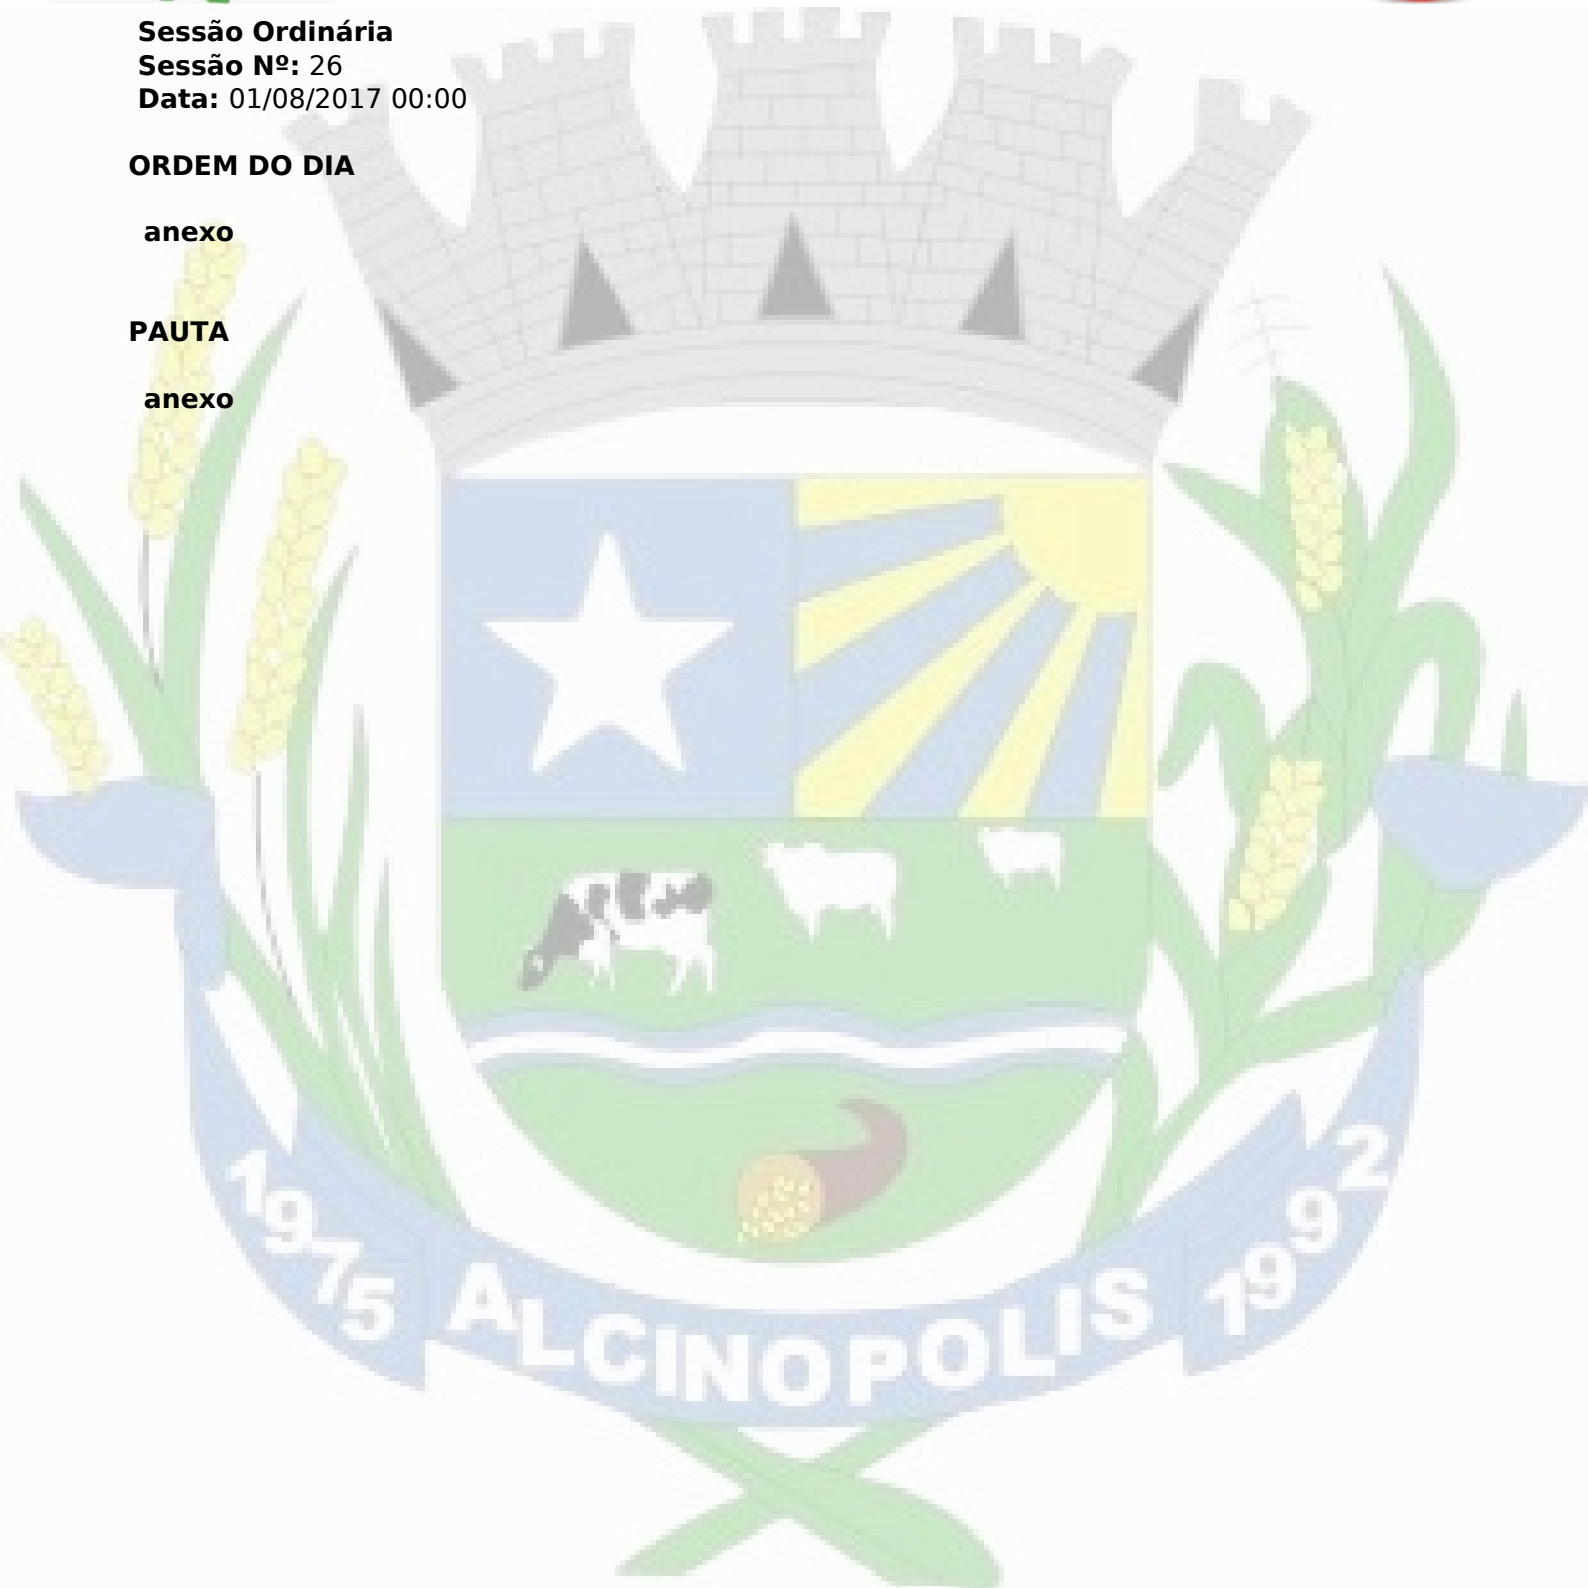 Sessão Ordinária
Sessão Nº: 26
Data: 01/08/2017 00:00
ORDEM DO DIA
anexo
PAUTA
anexo
1975 ALCINOPOLIS 1992